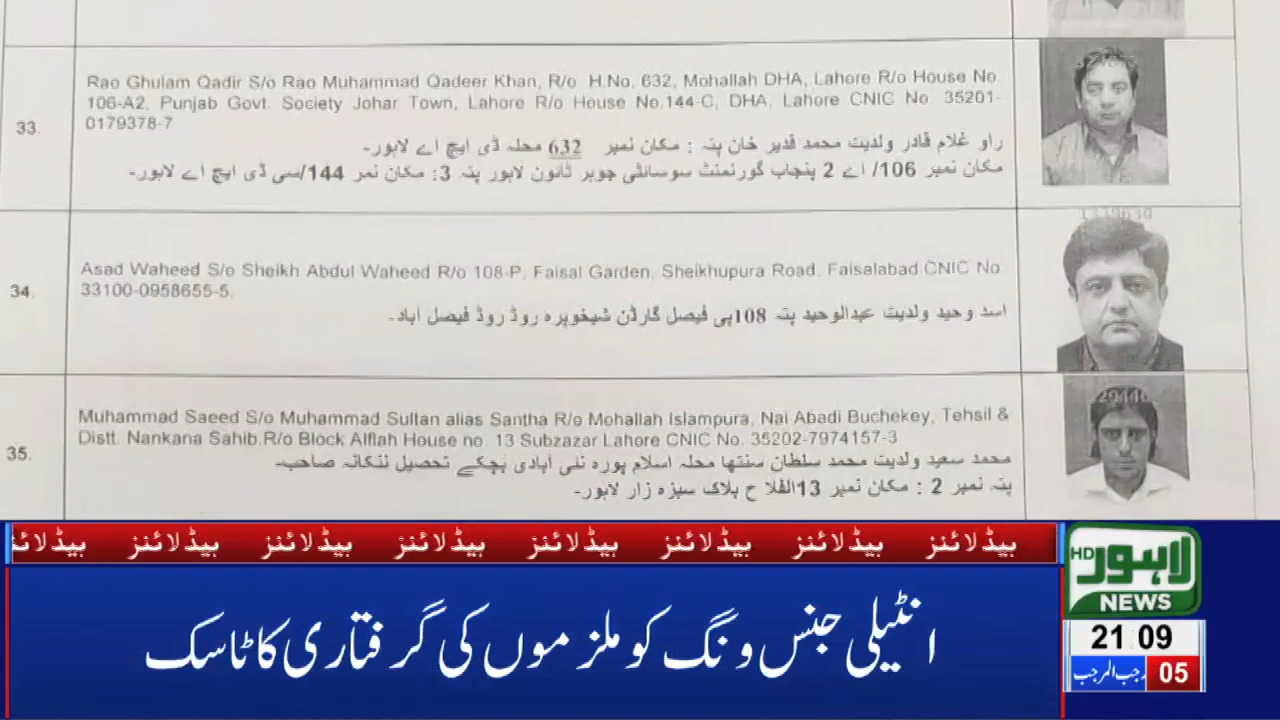 33.
Rao Ghulam Qadir S/o Rao Muhammad Qadeer Khan, R/o H.No. 632, Mohallah DHA, Lahore R/o House No.
106-A2, Punjab Govt. Society Johar Town, Lahore R/o House No.144-C, DHA, Lahore CNIC No. 35201-
0179378-7
راو غلام قادر ولدیت محمد قدیر خان پتہ : مکان نمبر 632 محلہ ڈی ایچ اے لاہور۔
مکان نمبر 106/ اے 2 پنجاب گورنمنٹ سوسائٹی جوہر ٹانون لاہور پتہ 3: مکان نمر 144/سی ڈی ایچ اے لاہور۔
1339630
34.
Asad Waheed S/o Sheikh Abdul Waheed R/o 108-P, Faisal Garden, Sheikhupura Road, Faisalabad CNIC No.
33100-0958655-5.
اسد وحید ولدیت عبدالوحید پتہ 108پی فیصل گارڈن شیخوپرہ روڈ روڈ فیصل آباد۔
35.
Muhammad Saeed S/o Muhammad Sultan alias Santha R/o Mohallah Islampura, Nai Abadi Buchekey, Tehsil &
Distt. Nankana Sahib.R/o Block Alflah House no. 13 Subzazar Lahore CNIC No. 35202-7974157-3
محمد سعید ولدیت محمد سلطان سنتھا محلہ اسلام پورہ نئی آبادی بچکے تحصیل ننکانہ صاحب۔
پتہ نمبر 2 : مکان نمبر 13الفلا ح بلاک سبزہ زار لاہور۔
ہیڈلائنز ہیڈلائنز ہیڈلائنز ہیڈلائنز ہیڈلائنز ہیڈلائنز ہیڈلائنز ہیڈلائنز
انٹیلی جنس ونگ کو ملزموں کی گرفتاری کا ٹاسک
لاہور HD
NEWS
21 09
05 رجب المرجب